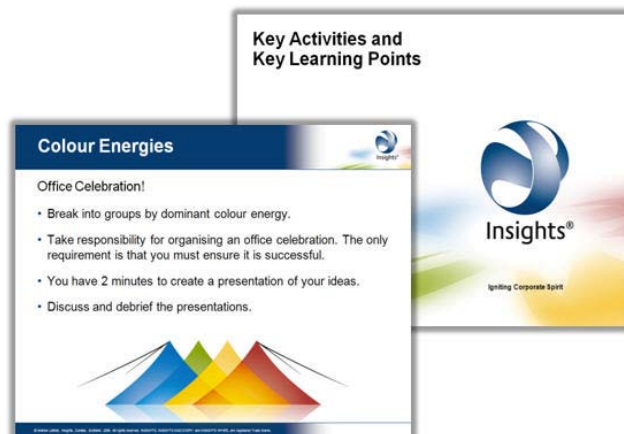 Key Activities and
Key Learning Points
Insights®
Igniting Corporate Spirit
Colour Energies
Insights®
Office Celebration!
• Break into groups by dominant colour energy.
• Take responsibility for organising an office celebration. The only
requirement is that you must ensure it is successful.
• You have 2 minutes to create a presentation of your ideas.
• Discuss and debrief the presentations.